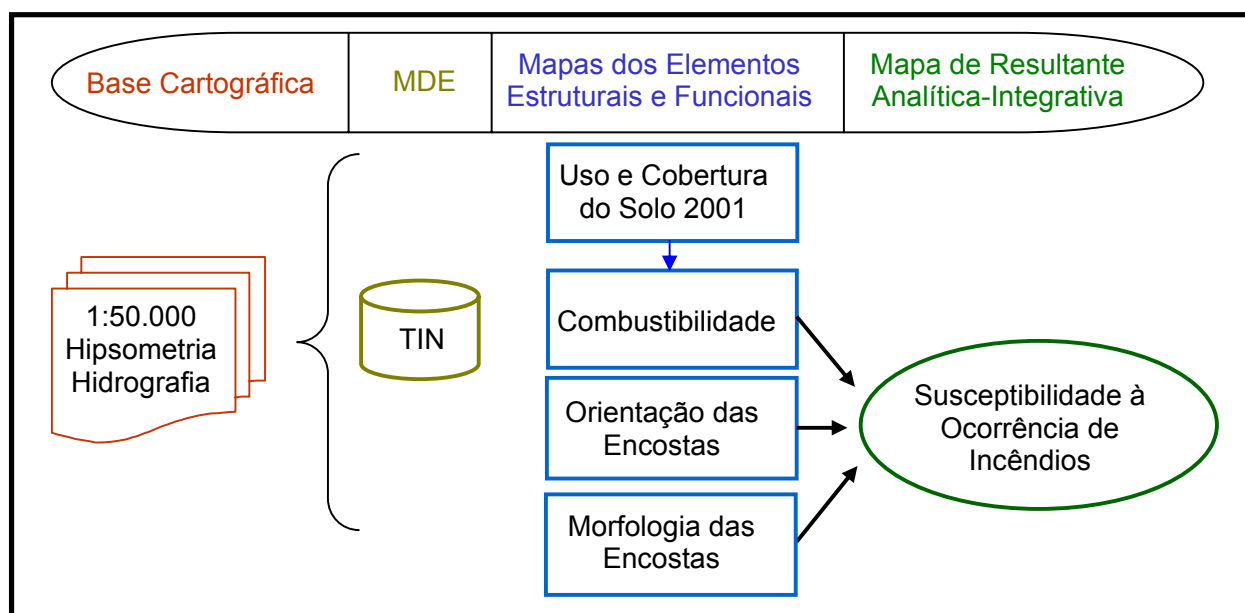 Base Cartográfica
MDE
Mapas dos Elementos
Estruturais e Funcionais
Mapa de Resultante
Analítica-Integrativa
1:50.000
Hipsometria
Hidrografia
TIN
Uso e Cobertura
do Solo 2001
Combustibilidade
Orientação das
Encostas
Morfologia das
Encostas
Susceptibilidade à
Ocorrência de
Incêndios